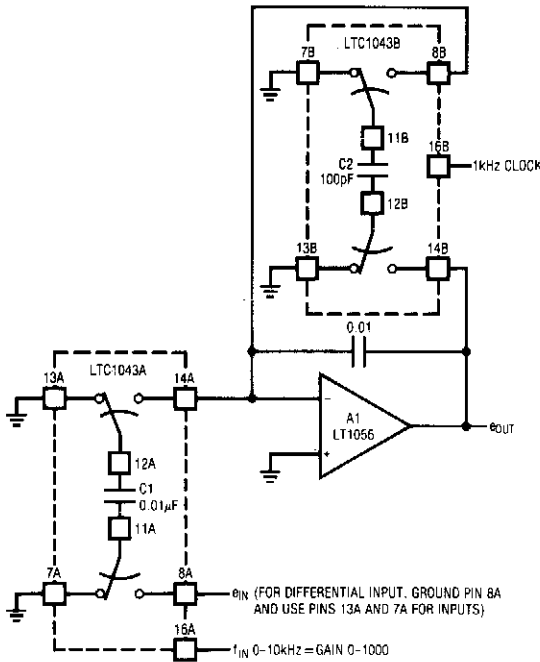 LTC1043B
7B
8B
11B
C2
100pF
16B
1kHz CLOCK
12B
13B
14B
0.01
LTC1043A
13A
14A
A1
LT1056
−
+
eOUT
12A
C1
0.01µF
11A
7A
8A
eIN (FOR DIFFERENTIAL INPUT, GROUND PIN 8A
AND USE PINS 13A AND 7A FOR INPUTS)
16A
fIN 0–10kHz = GAIN 0–1000